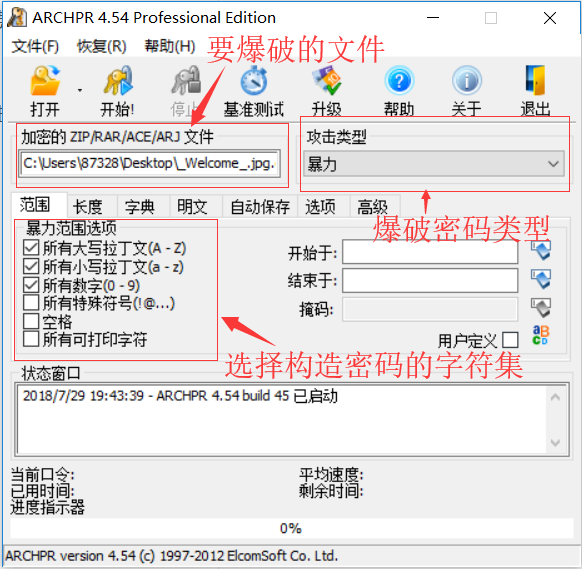 ARCHPR 4.54 Professional Edition
文件(F) 恢复(R) 帮助(H)
要爆破的文件
打开 开始! 停止 基准测试 升级 帮助 关于 退出
加密的 ZIP/RAR/ACE/ARJ 文件
攻击类型
C:\Users\87328\Desktop\_Welcome_.jpg.
暴力
范围 长度 字典 明文 自动保存 选项 高级
爆破密码类型
暴力范围选项
所有大写拉丁文(A - Z)
所有小写拉丁文(a - z)
所有数字(0 - 9)
所有特殊符号(!@...)
空格
所有可打印字符
开始于:
结束于:
掩码:
用户定义
选择构造密码的字符集
状态窗口
2018/7/29 19:43:39 - ARCHPR 4.54 build 45 已启动
当前口令:
平均速度:
已用时间:
剩余时间:
进度指示器
0%
ARCHPR version 4.54 (c) 1997-2012 ElcomSoft Co. Ltd.